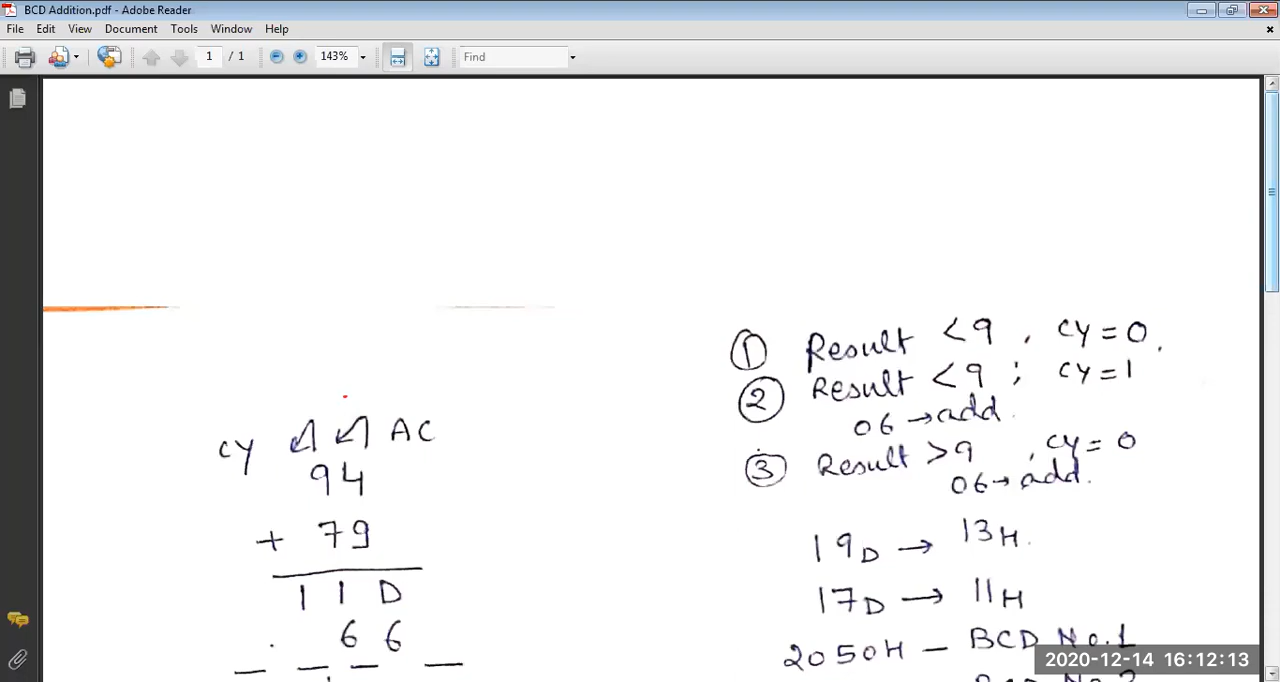 BCD Addition.pdf - Adobe Reader
File Edit View Document Tools Window Help
1 / 1 143% Find
① Result < 9 , CY = 0 .
② Result < 9 ; CY = 1
06 → add .
③ Result > 9 , CY = 0
06 → add .
CY AC
94
+ 79
1 1 D
6 6
19D → 13H .
17D → 11H
2050H – BCD No.1
2020-12-14 16:12:13